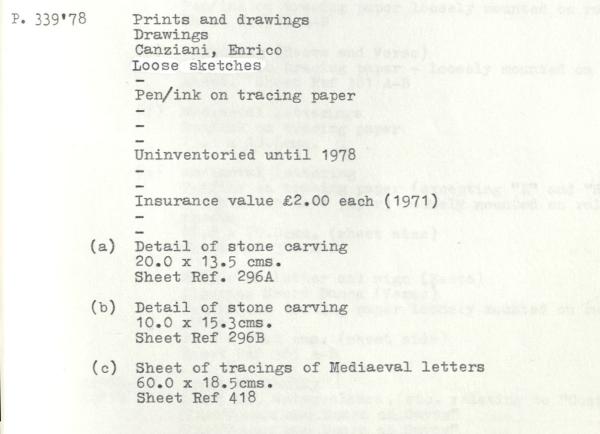 P. 339'78 Prints and drawings
Drawings
Canziani, Enrico
Loose sketches
-
Pen/ink on tracing paper
-
-
-
Uninventoried until 1978
-
-
Insurance value £2.00 each (1971)
-
-
(a) Detail of stone carving
20.0 x 13.5 cms.
Sheet Ref. 296A
(b) Detail of stone carving
10.0 x 15.3cms.
Sheet Ref 296B
(c) Sheet of tracings of Mediaeval letters
60.0 x 18.5cms.
Sheet Ref 418